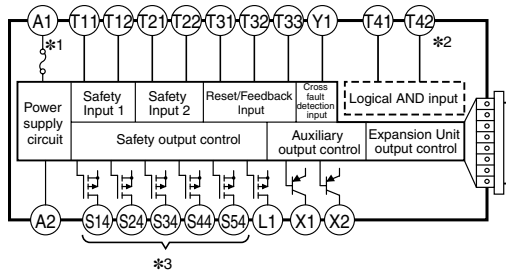 A1 T11 T12 T21 T22 T31 T32 T33 Y1 T41 T42
*1 *2
Power supply circuit
Safety Input 1
Safety Input 2
Reset/Feedback Input
Cross fault detection input
Logical AND input
Safety output control
Auxiliary output control
Expansion Unit output control
A2 S14 S24 S34 S44 S54 L1 X1 X2
*3